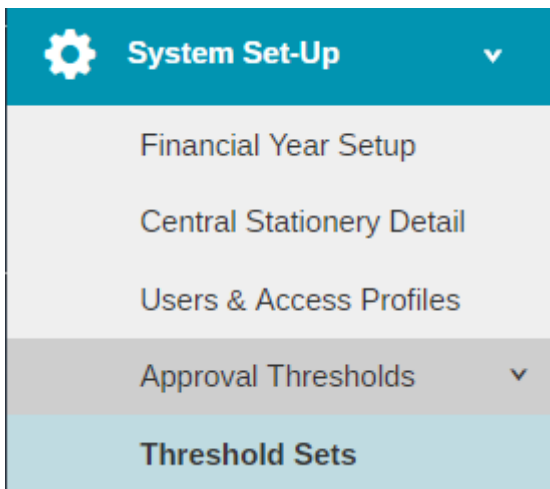 System Set-Up
Financial Year Setup
Central Stationery Detail
Users & Access Profiles
Approval Thresholds
Threshold Sets